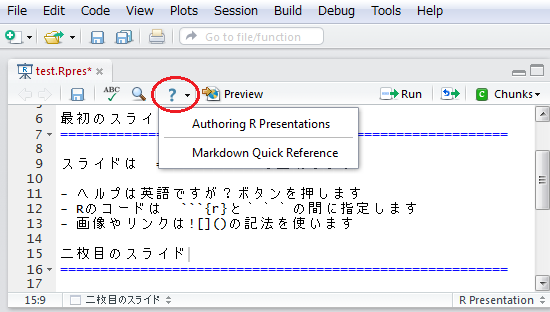 File Edit Code View Plots Session Build Debug Tools Help
Go to file/function
test.Rpres*
ABC ? Preview Run Chunks
Authoring R Presentations
Markdown Quick Reference
6 最初のスライ
7 ================================================
8
9 スライドは =
10
11 - ヘルプは英語ですが？ボタンを押します
12 - Rのコードは ```{r}と```の間に指定します
13 - 画像やリンクは![]()の記法を使います
14
15 二枚目のスライド
16 ================================================
15:9 二枚目のスライド R Presentation